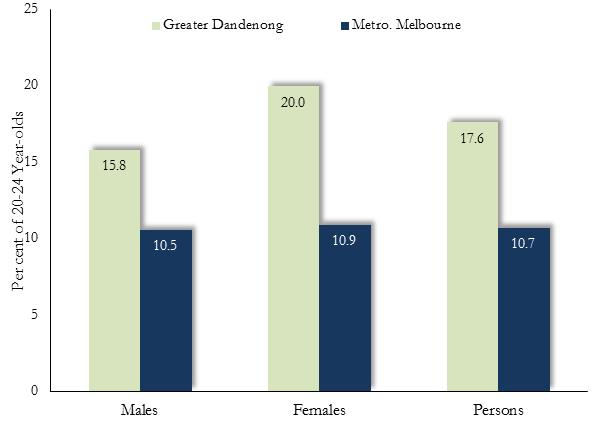 25
Greater Dandenong
Metro. Melbourne
20
20.0
17.6
15
15.8
Per cent of 20-24 Year-olds
10
10.5
10.9
10.7
5
0
Males
Females
Persons